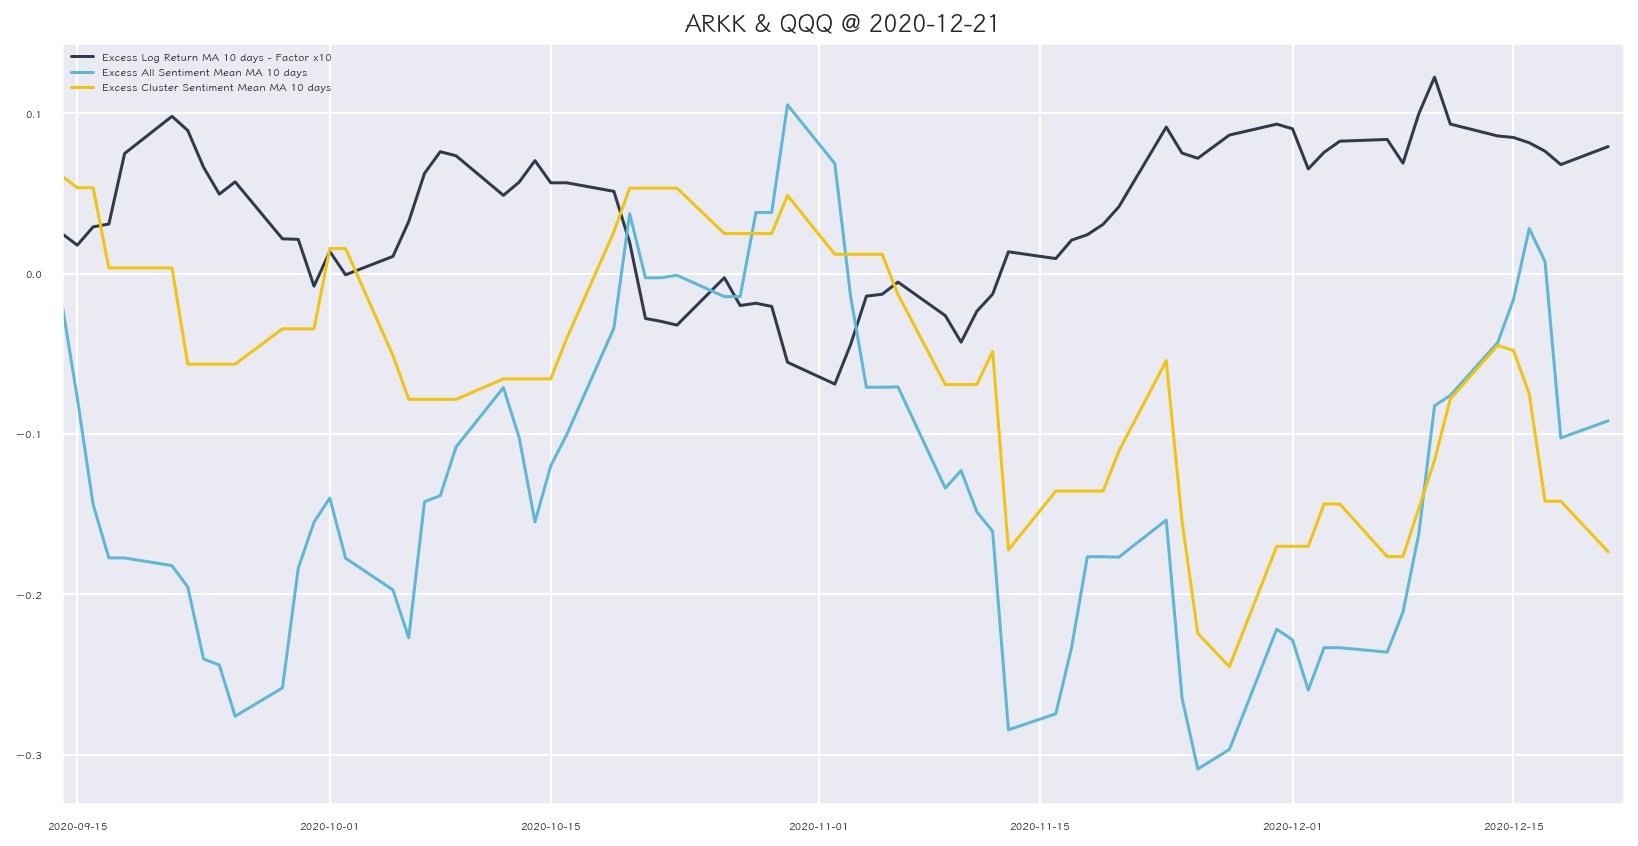 ARKK & QQQ @ 2020-12-21
Excess Log Return MA 10 days - Factor x10
Excess All Sentiment Mean MA 10 days
Excess Cluster Sentiment Mean MA 10 days
0.1
0.0
−0.1
−0.2
−0.3
2020-09-15 2020-10-01 2020-10-15 2020-11-01 2020-11-15 2020-12-01 2020-12-15